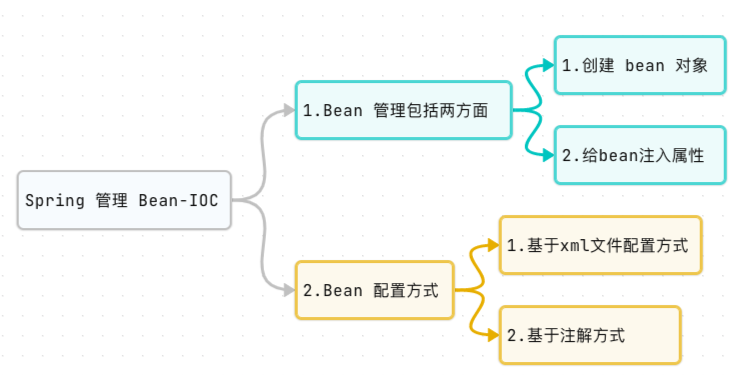 Spring 管理 Bean-IOC
1.Bean 管理包括两方面
1.创建 bean 对象
2.给bean注入属性
2.Bean 配置方式
1.基于xml文件配置方式
2.基于注解方式